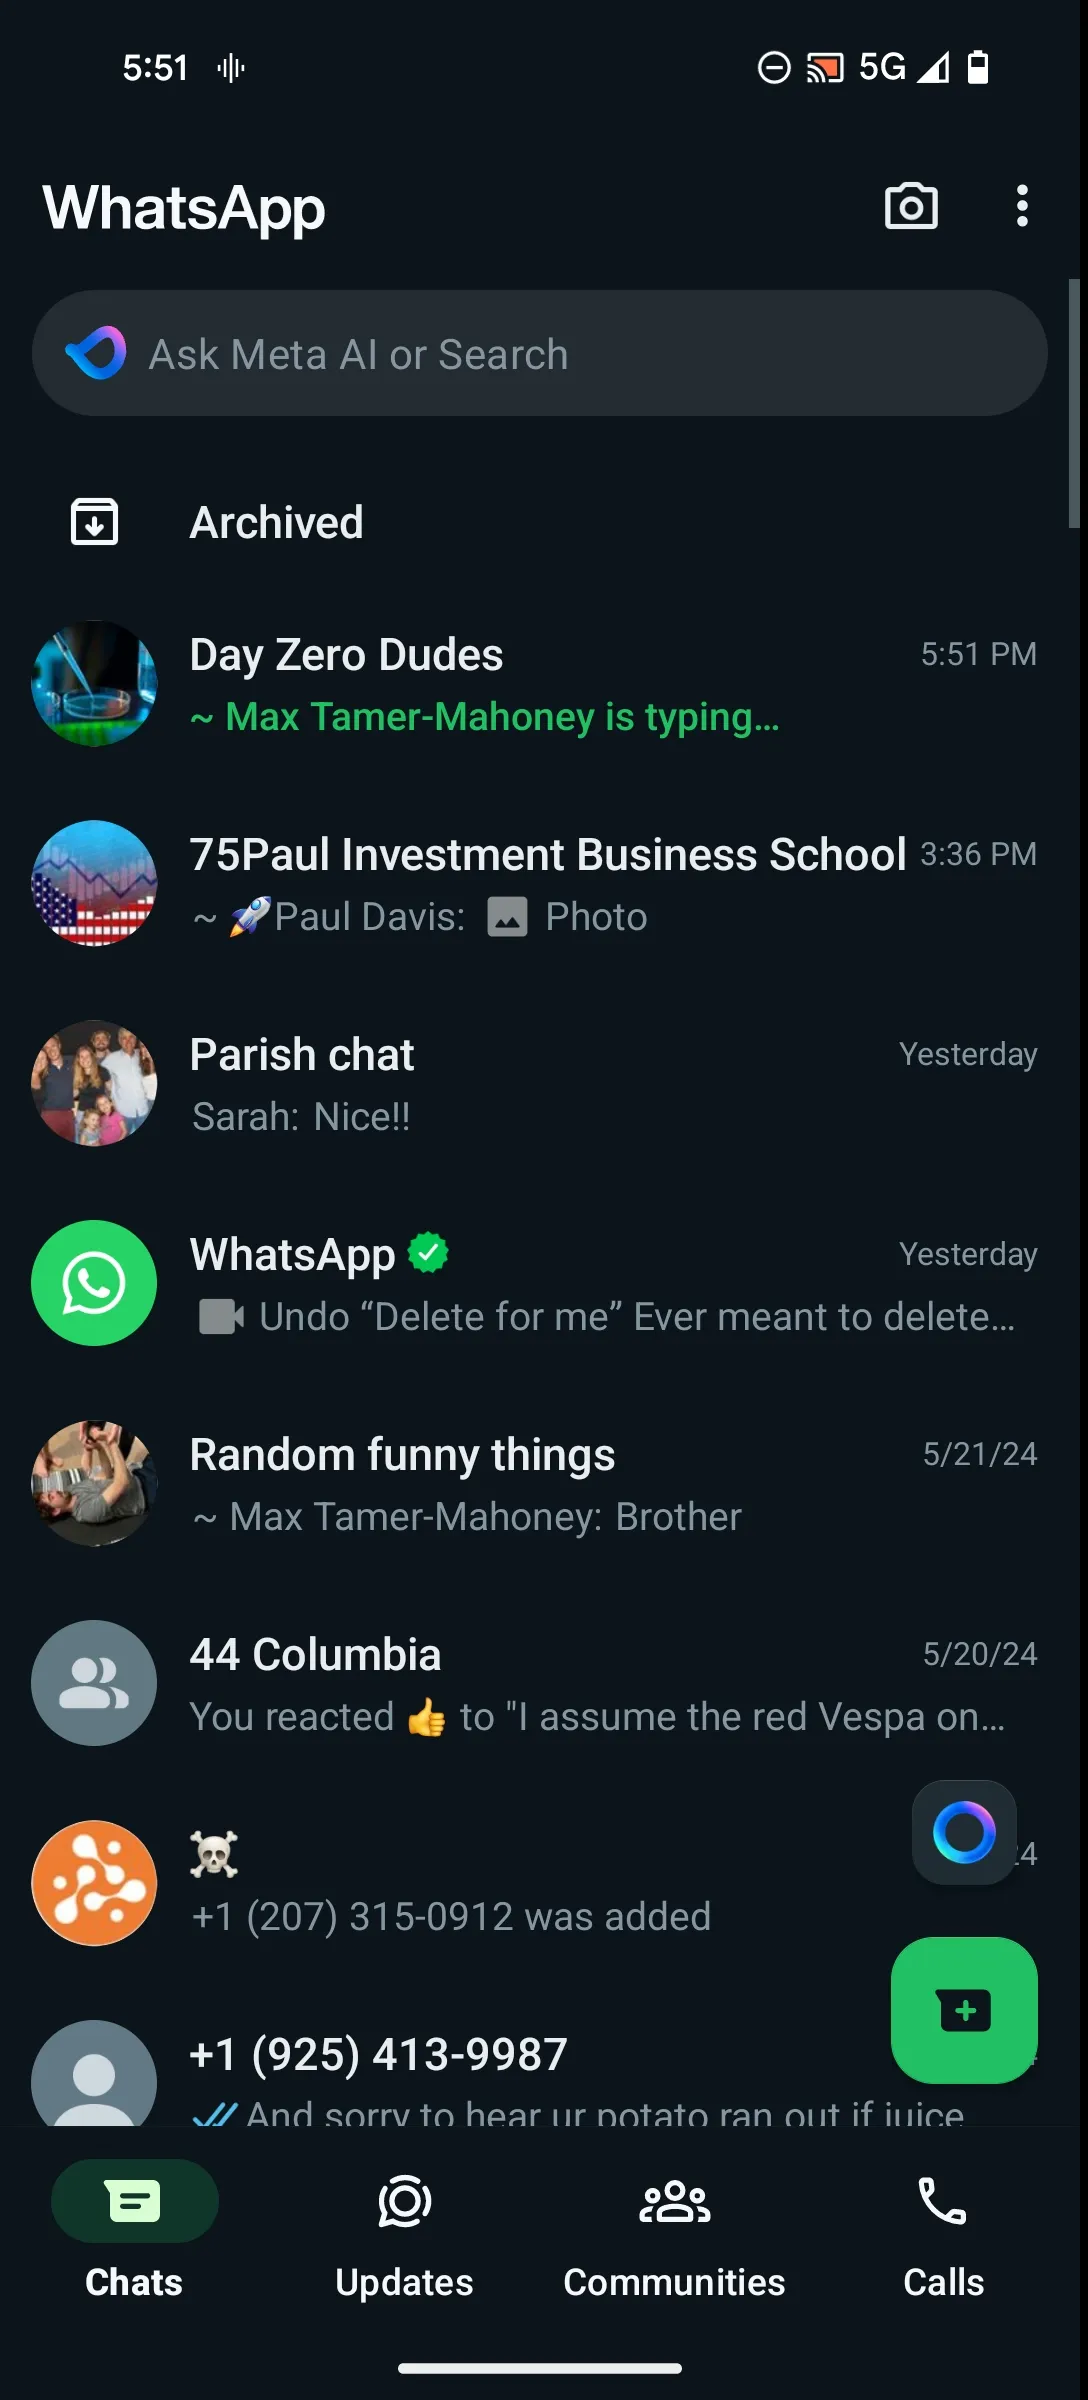 5:51 5G
WhatsApp
Ask Meta AI or Search
Archived
Day Zero Dudes 5:51 PM
~ Max Tamer-Mahoney is typing...
75Paul Investment Business School 3:36 PM
~ 🚀Paul Davis: Photo
Parish chat Yesterday
Sarah: Nice!!
WhatsApp Yesterday
Undo “Delete for me” Ever meant to delete...
Random funny things 5/21/24
~ Max Tamer-Mahoney: Brother
44 Columbia 5/20/24
You reacted 👍 to "I assume the red Vespa on...
☠️ 24
+1 (207) 315-0912 was added
+1 (925) 413-9987
And sorry to hear ur potato ran out if juice
Chats Updates Communities Calls